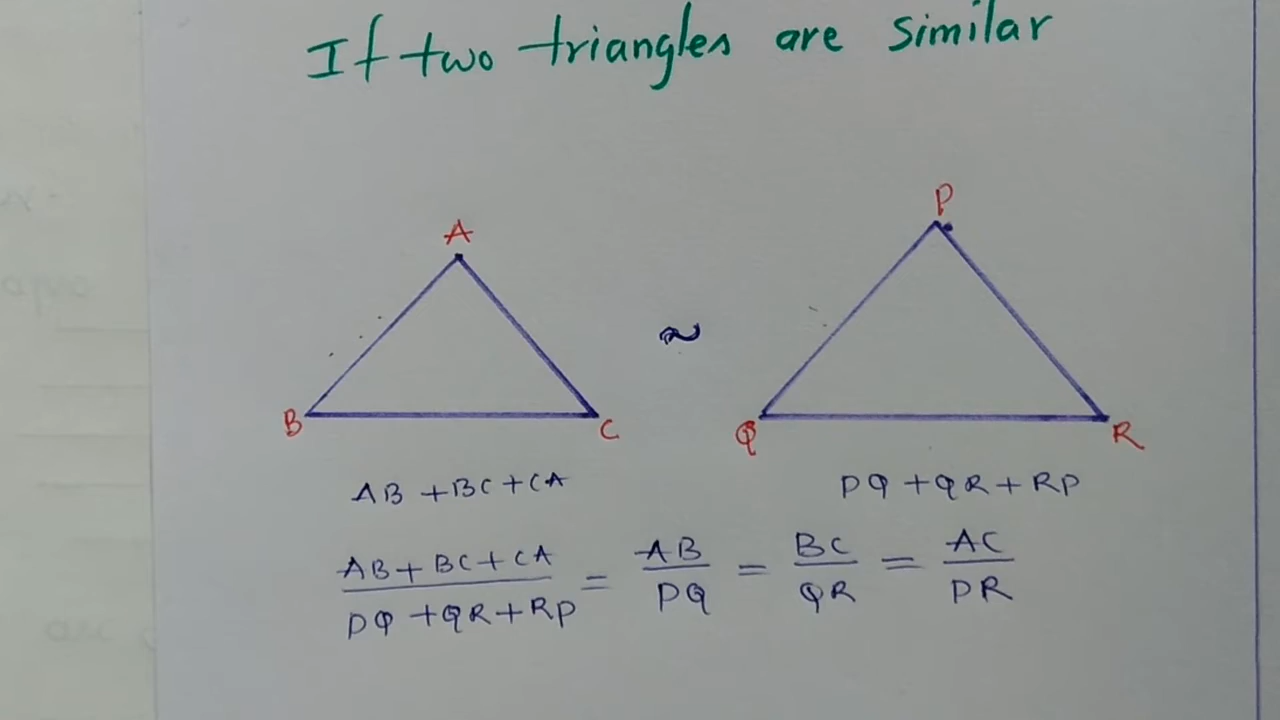 If two triangles are similar
A
P
~
B
C
Q
R
AB + BC + CA
PQ + QR + RP
AB + BC + CA / PQ + QR + RP = AB / PQ = BC / QR = AC / PR